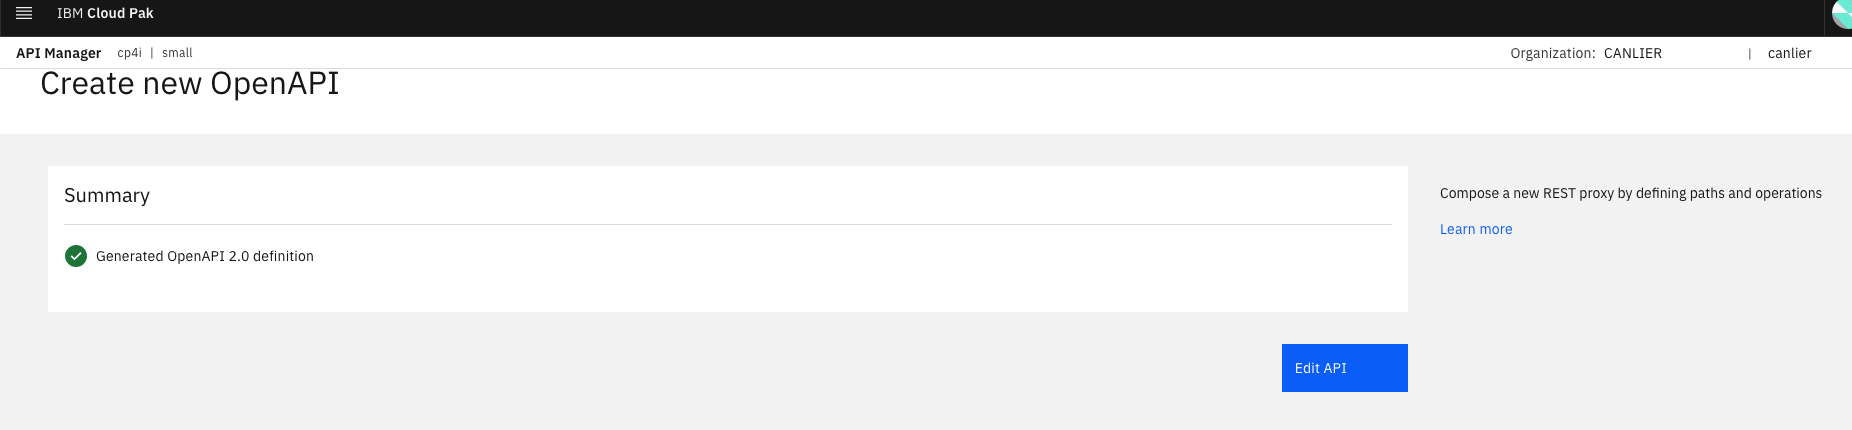 IBM Cloud Pak
API Manager cp4i | small Organization: CANLIER | canlier
Create new OpenAPI
Summary
Generated OpenAPI 2.0 definition
Compose a new REST proxy by defining paths and operations
Learn more
Edit API